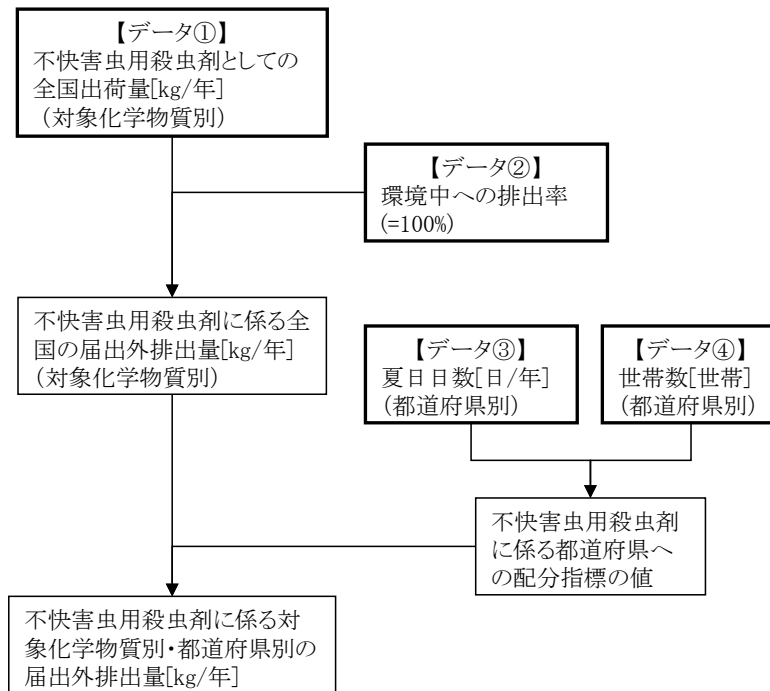 【データ①】
不快害虫用殺虫剤としての
全国出荷量[kg/年]
（対象化学物質別）
【データ②】
環境中への排出率
(=100%)
不快害虫用殺虫剤に係る全
国の届出外排出量[kg/年]
（対象化学物質別）
【データ③】
夏日日数[日/年]
(都道府県別)
【データ④】
世帯数[世帯]
(都道府県別)
不快害虫用殺虫剤
に係る都道府県へ
の配分指標の値
不快害虫用殺虫剤に係る対
象化学物質別・都道府県別の
届出外排出量[kg/年]